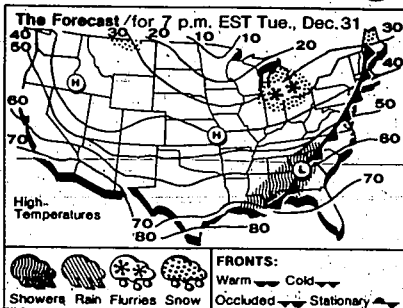 The Forecast/for 7 p.m. EST Tue., Dec. 31
40 30 20 10 10 20 30
50 40
60 50
70 60
H
H
L
70
High-
Temperatures
70 80
80
Showers Rain Flurries Snow
FRONTS:
Warm Cold
Occluded Stationary